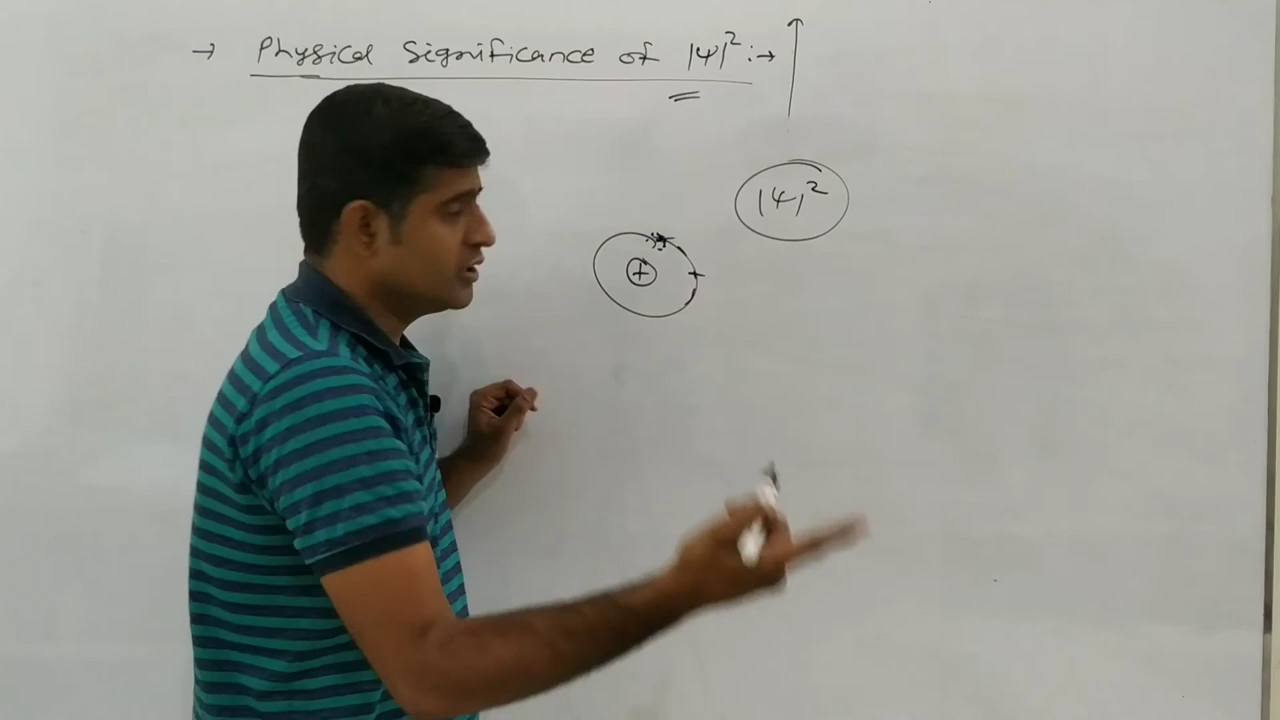 → Physical Significance of |ψ|²:→
|ψ|²
+